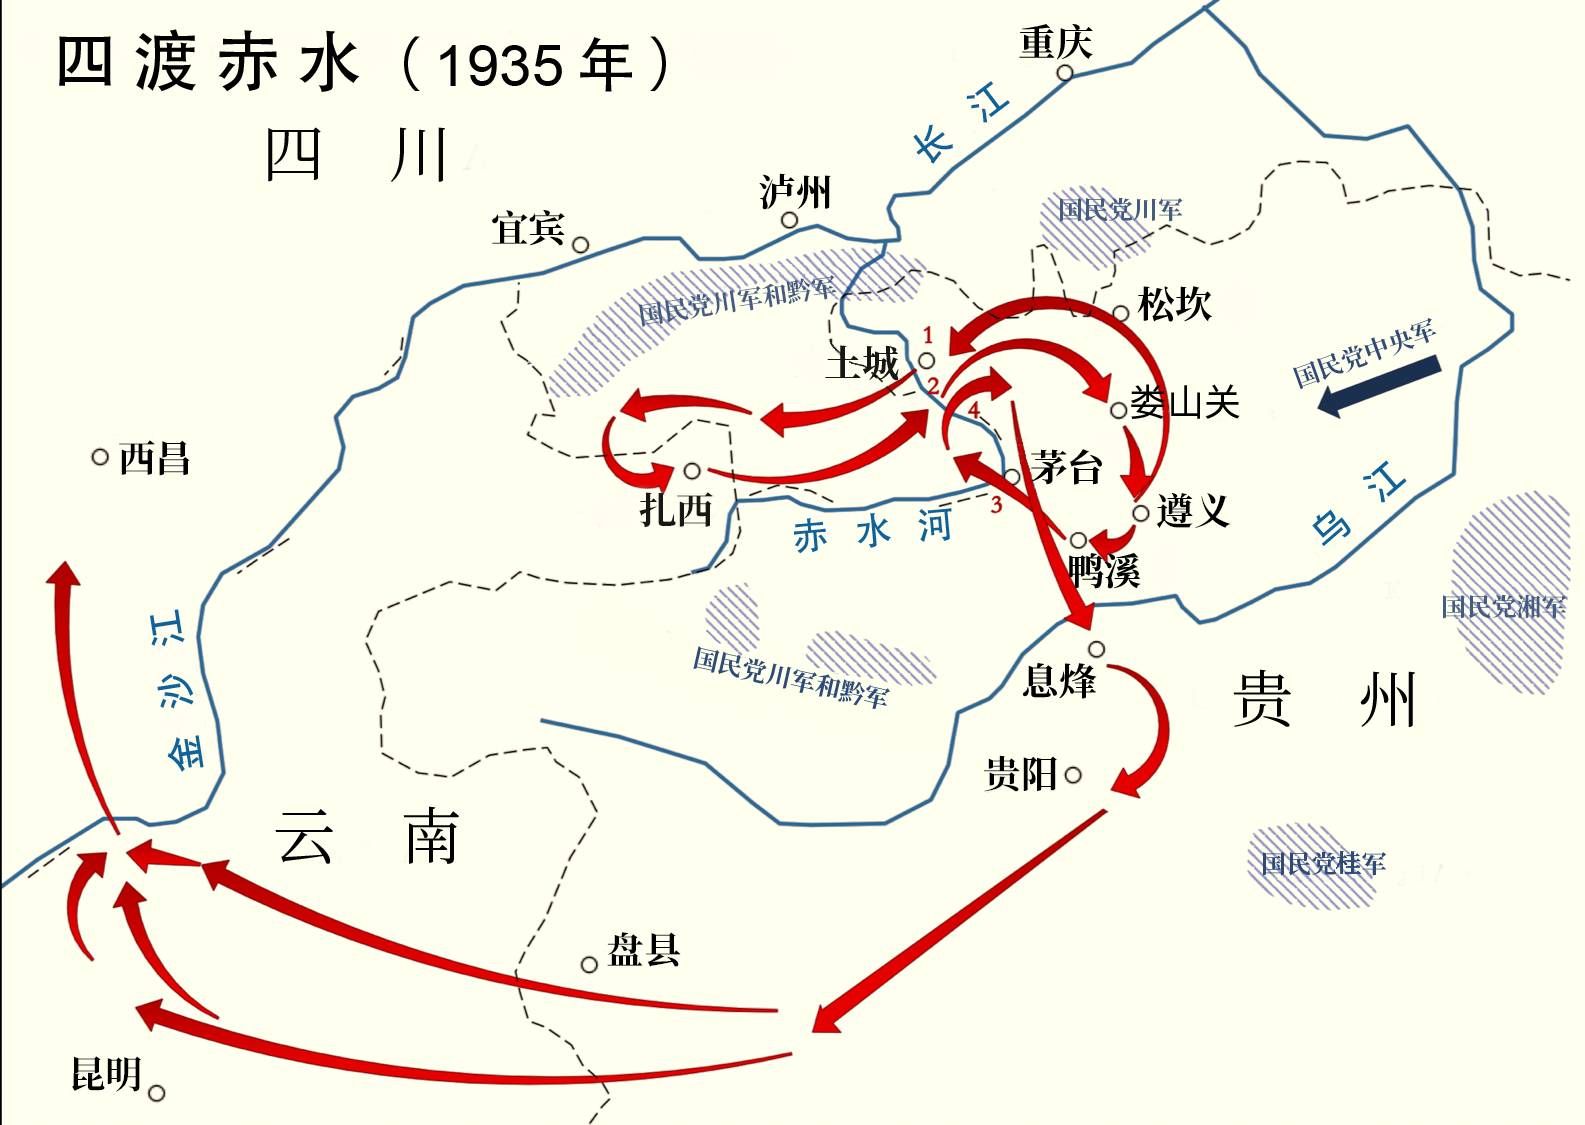 四渡赤水（1935年）
四川
重庆
长江
泸州
宜宾
国民党川军
国民党川军和黔军
松坎
1
土城
国民党中央军
2
4
娄山关
西昌
茅台
扎西
3
遵义
赤水河
乌江
鸭溪
国民党湘军
金沙江
国民党川军和黔军
息烽
贵州
贵阳
云南
国民党桂军
盘县
昆明